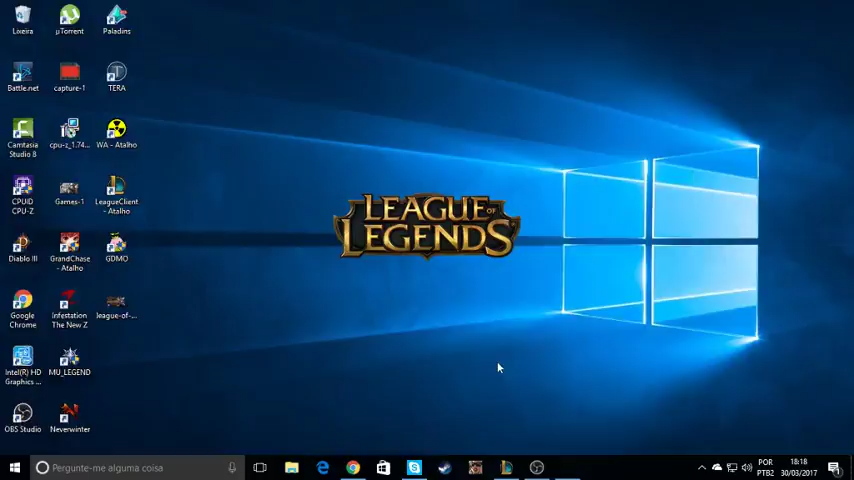 Lixeira
µTorrent
Paladins
Battle.net
capture-1
TERA
Camtasia
Studio 8
cpu-z_1.74...
WA - Atalho
CPUID
CPU-Z
Games-1
LeagueClient
- Atalho
Diablo III
GrandChase
- Atalho
GDMO
Google
Chrome
Infestation
The New Z
league-of-...
Intel(R) HD
Graphics ...
MU_LEGEND
OBS Studio
Neverwinter
LEAGUE OF
LEGENDS
Pergunte-me alguma coisa
POR
PTB2
18:18
30/03/2017